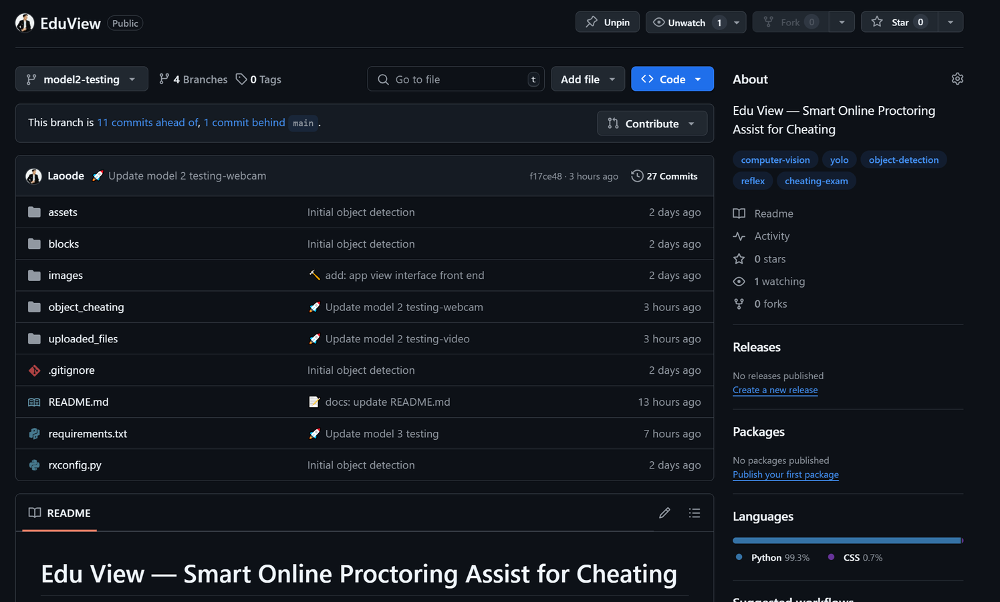 EduView Public
Unpin
Unwatch 1
Fork 0
Star 0
model2-testing
4 Branches
0 Tags
Go to file t
Add file
Code
This branch is 11 commits ahead of, 1 commit behind main .
Contribute
Laoode 🚀 Update model 2 testing-webcam f17ce48 · 3 hours ago 27 Commits
assets Initial object detection 2 days ago
blocks Initial object detection 2 days ago
images 🔨 add: app view interface front end 2 days ago
object_cheating 🚀 Update model 2 testing-webcam 3 hours ago
uploaded_files 🚀 Update model 2 testing-video 3 hours ago
.gitignore Initial object detection 2 days ago
README.md 📝 docs: update README.md 13 hours ago
requirements.txt 🚀 Update model 3 testing 7 hours ago
rxconfig.py Initial object detection 2 days ago
README
Edu View — Smart Online Proctoring Assist for Cheating
About
Edu View — Smart Online Proctoring
Assist for Cheating
computer-vision yolo object-detection
reflex cheating-exam
Readme
Activity
0 stars
1 watching
0 forks
Releases
No releases published
Create a new release
Packages
No packages published
Publish your first package
Languages
Python 99.3% CSS 0.7%
Suggested workflows